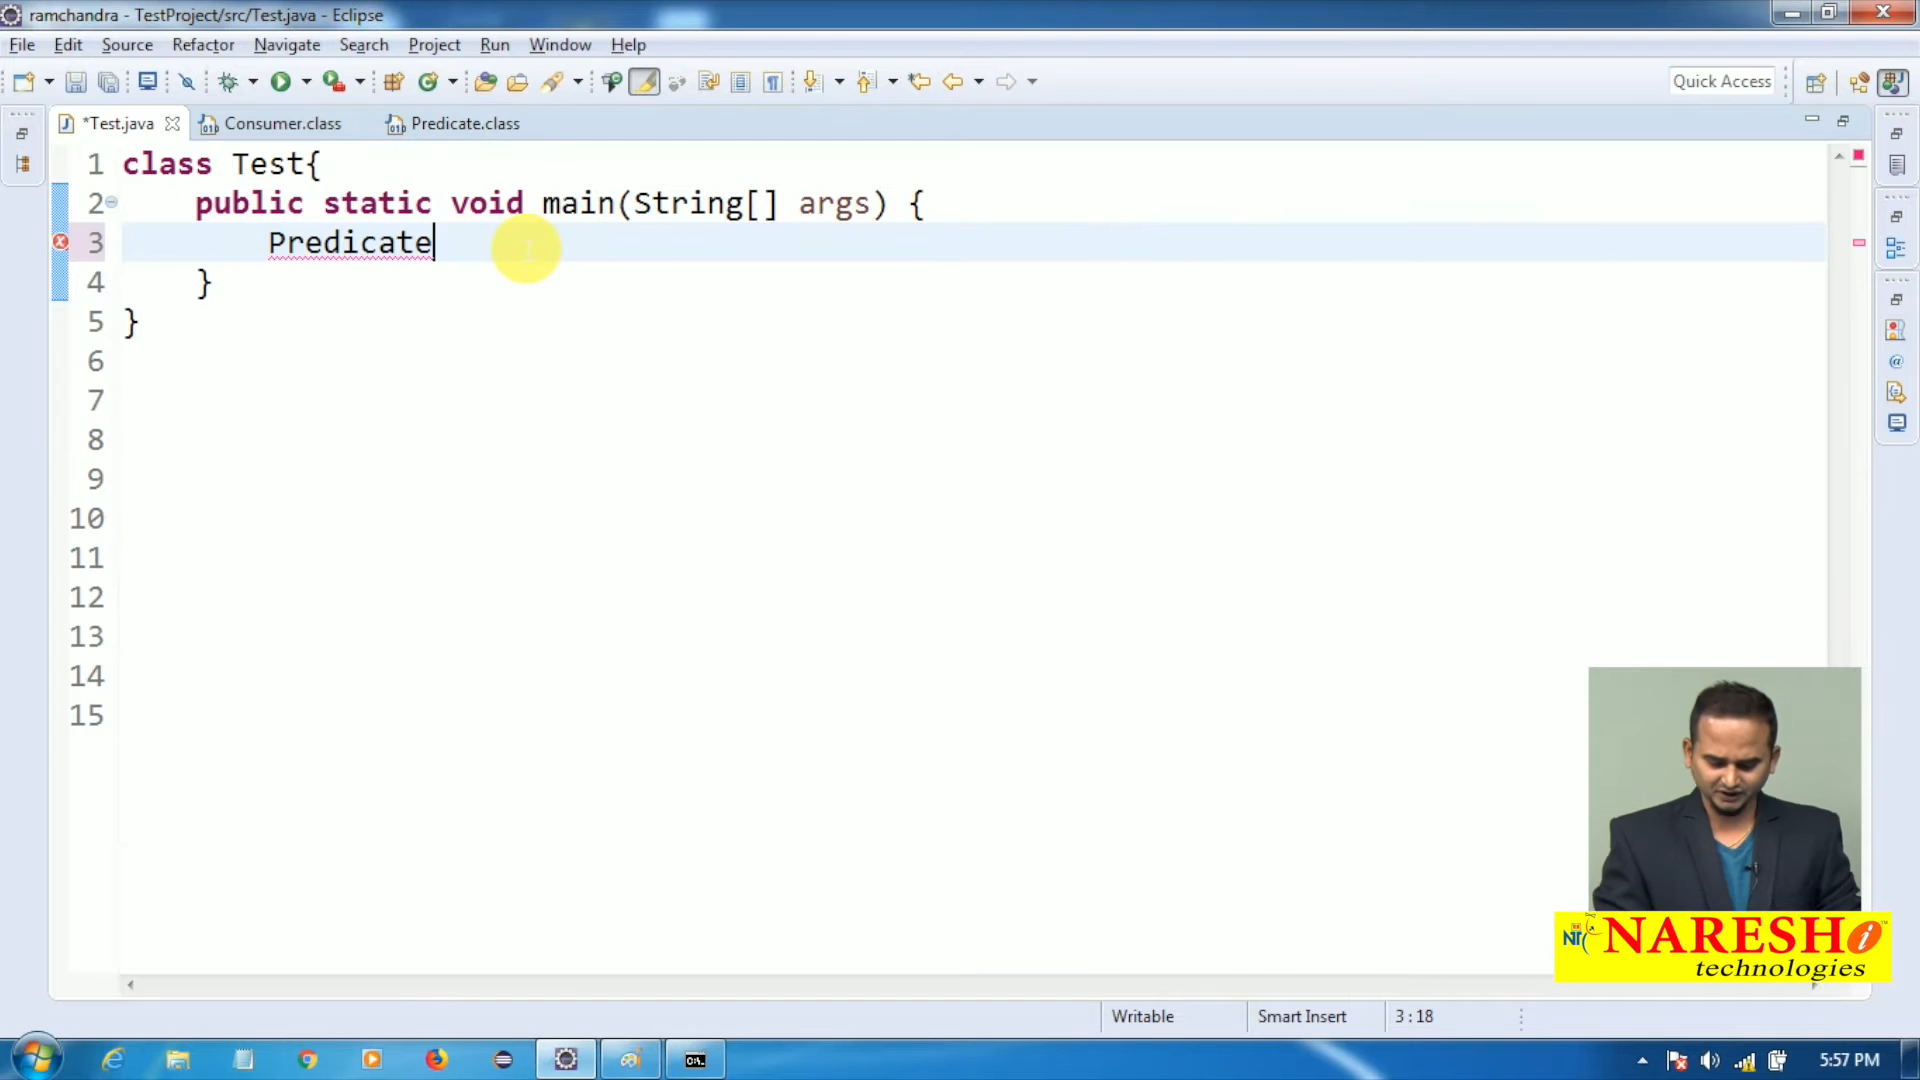 ramchandra - TestProject/src/Test.java - Eclipse
File Edit Source Refactor Navigate Search Project Run Window Help
Quick Access
*Test.java Consumer.class Predicate.class
1 class Test{
2 public static void main(String[] args) {
3 Predicate
4 }
5 }
6
7
8
9
10
11
12
13
14
15
NARESH i
technologies
Writable Smart Insert 3 : 18
5:57 PM